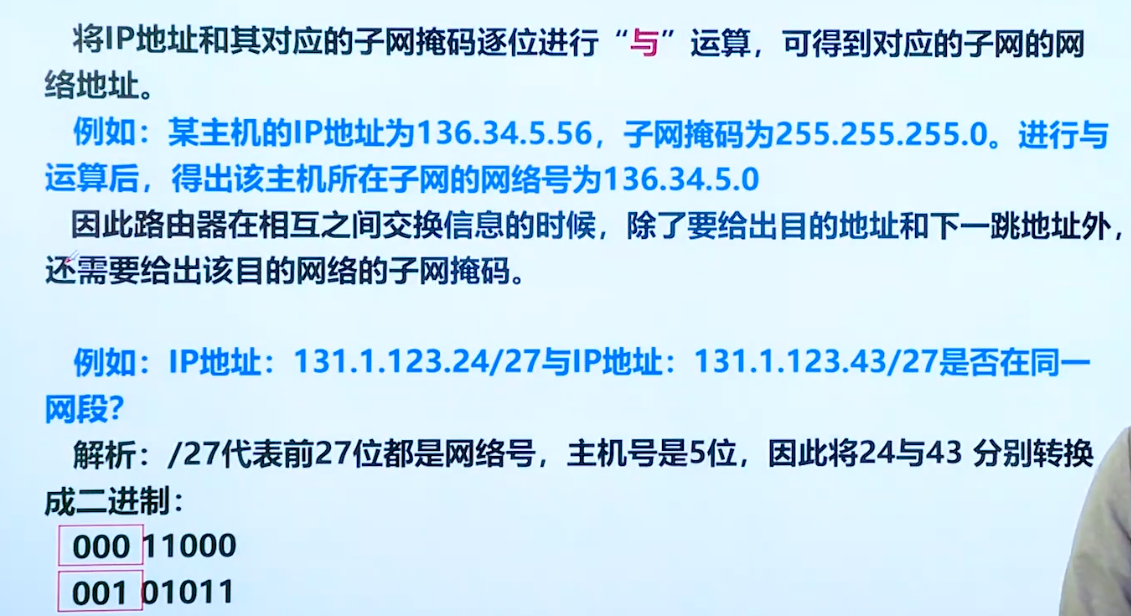 将IP地址和其对应的子网掩码逐位进行“与”运算，可得到对应的子网的网
络地址。
例如：某主机的IP地址为136.34.5.56，子网掩码为255.255.255.0。进行与
运算后，得出该主机所在子网的网络号为136.34.5.0
因此路由器在相互之间交换信息的时候，除了要给出目的地址和下一跳地址外，
还需要给出该目的网络的子网掩码。
例如：IP地址：131.1.123.24/27与IP地址：131.1.123.43/27是否在同一
网段？
解析：/27代表前27位都是网络号，主机号是5位，因此将24与43 分别转换
成二进制：
000 11000
001 01011